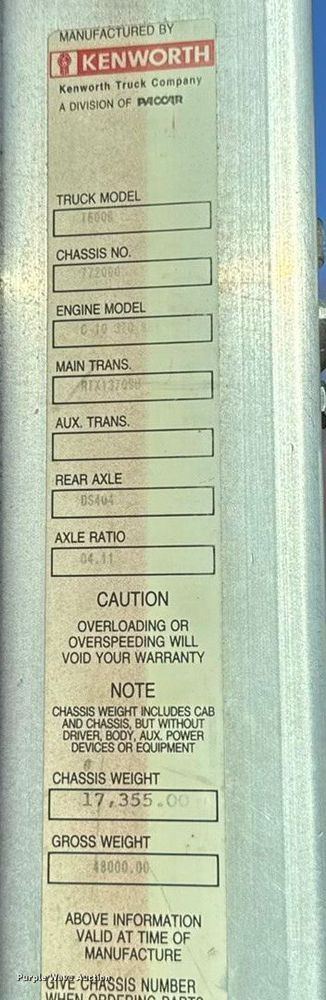 MANUFACTURED BY
KENWORTH
Kenworth Truck Company
A DIVISION OF PACCAR
TRUCK MODEL
CHASSIS NO.
ENGINE MODEL
MAIN TRANS.
AUX. TRANS.
REAR AXLE
DS404
AXLE RATIO
04.11
CAUTION
OVERLOADING OR
OVERSPEEDING WILL
VOID YOUR WARRANTY
NOTE
CHASSIS WEIGHT INCLUDES CAB
AND CHASSIS, BUT WITHOUT
DRIVER, BODY, AUX. POWER
DEVICES OR EQUIPMENT
CHASSIS WEIGHT
17,355.00
GROSS WEIGHT
48000.00
ABOVE INFORMATION
VALID AT TIME OF
MANUFACTURE
Purple Wave Auction
GIVE CHASSIS NUMBER
WHEN ORDERING PARTS